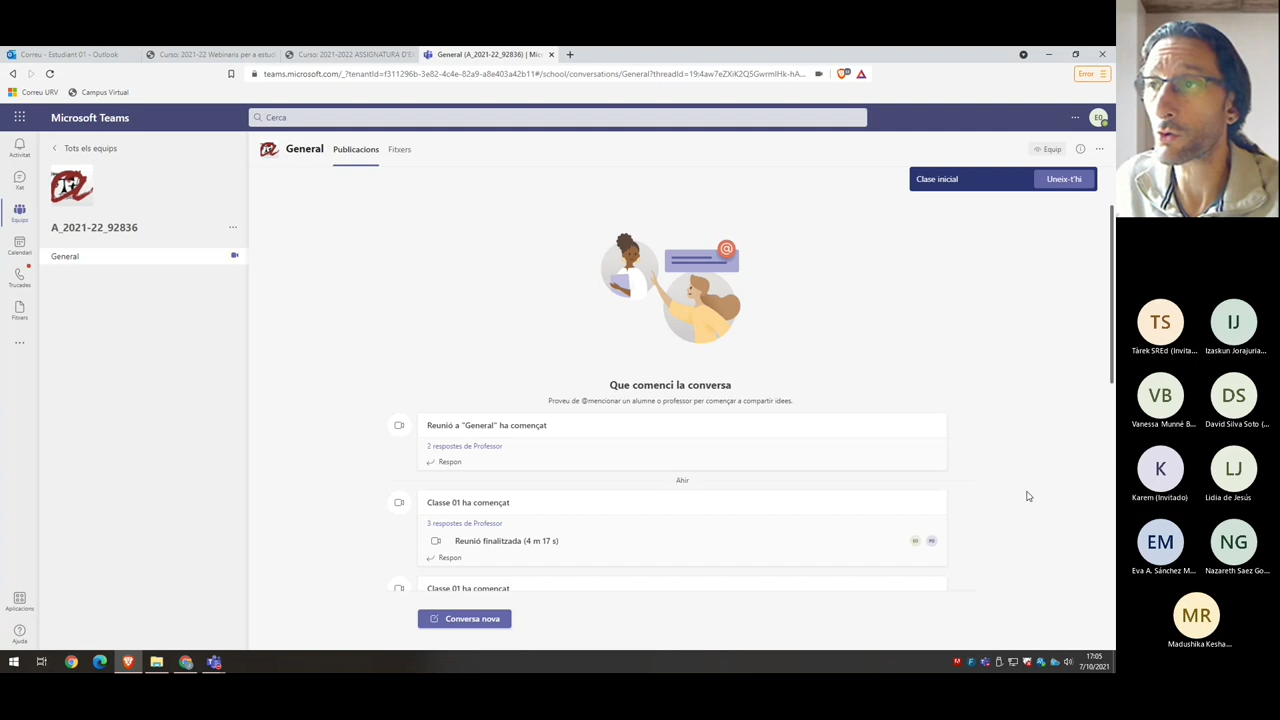 Correu - Estudiant 01 - Outlook
Curso: 2021-22 Webinaris per a estud
Curso: 2021-2022 ASSIGNATURA D'E
General (A_2021-22_92836) | Mic
Error
Correu URV
Campus Virtual
Microsoft Teams
Cerca
E0
Activitat
Xat
Equips
Calendari
Trucades
Fitxers
Aplicacions
Ajuda
Tots els equips
A_2021-22_92836
General
General
Publicacions
Fitxers
Equip
Clase inicial
Uneix-t'hi
Que comenci la conversa
Proveu de @mencionar un alumne o professor per començar a compartir idees.
Reunió a "General" ha començat
2 respostes de Professor
Respon
Ahir
Classe 01 ha començat
3 respostes de Professor
Reunió finalitzada (4 m 17 s)
Respon
Classe 01 ha començat
Conversa nova
17:05
7/10/2021
TS
Tàrek SREd (Invita...
IJ
Izaskun Jorajuria...
VB
Vanessa Munné B...
DS
David Silva Soto (...
K
Karem (Invitado)
LJ
Lidia de Jesús
EM
Eva A. Sánchez M...
NG
Nazareth Saez Go...
MR
Madushika Kesha...